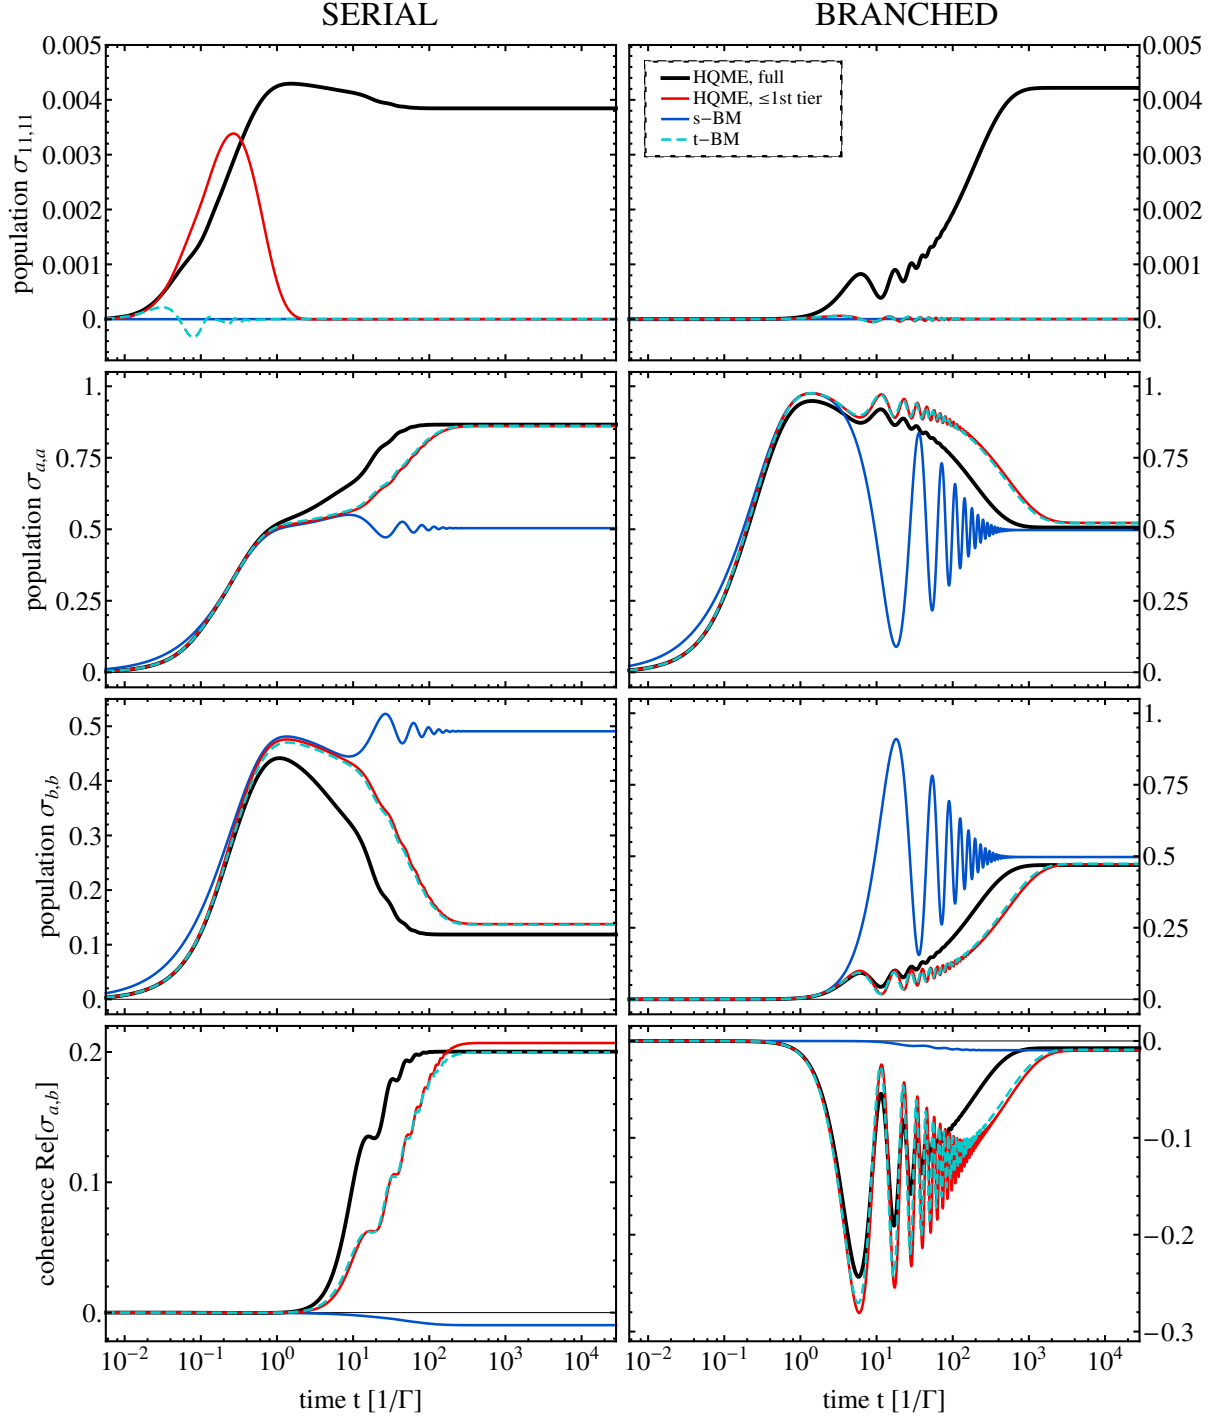 SERIAL
BRANCHED
population σ11,11
0.005
0.004
0.003
0.002
0.001
0.
HQME, full
HQME, ≤1st tier
s−BM
t−BM
0.005
0.004
0.003
0.002
0.001
0.
population σa,a
1.
0.75
0.5
0.25
0.
1.
0.75
0.5
0.25
0.
population σb,b
0.5
0.4
0.3
0.2
0.1
0.
1.
0.75
0.5
0.25
0.
coherence Re[σa,b]
0.2
0.1
0.
0.
−0.1
−0.2
−0.3
10−2 10−1 100 101 102 103 104
10−2 10−1 100 101 102 103 104
time t [1/Γ]
time t [1/Γ]